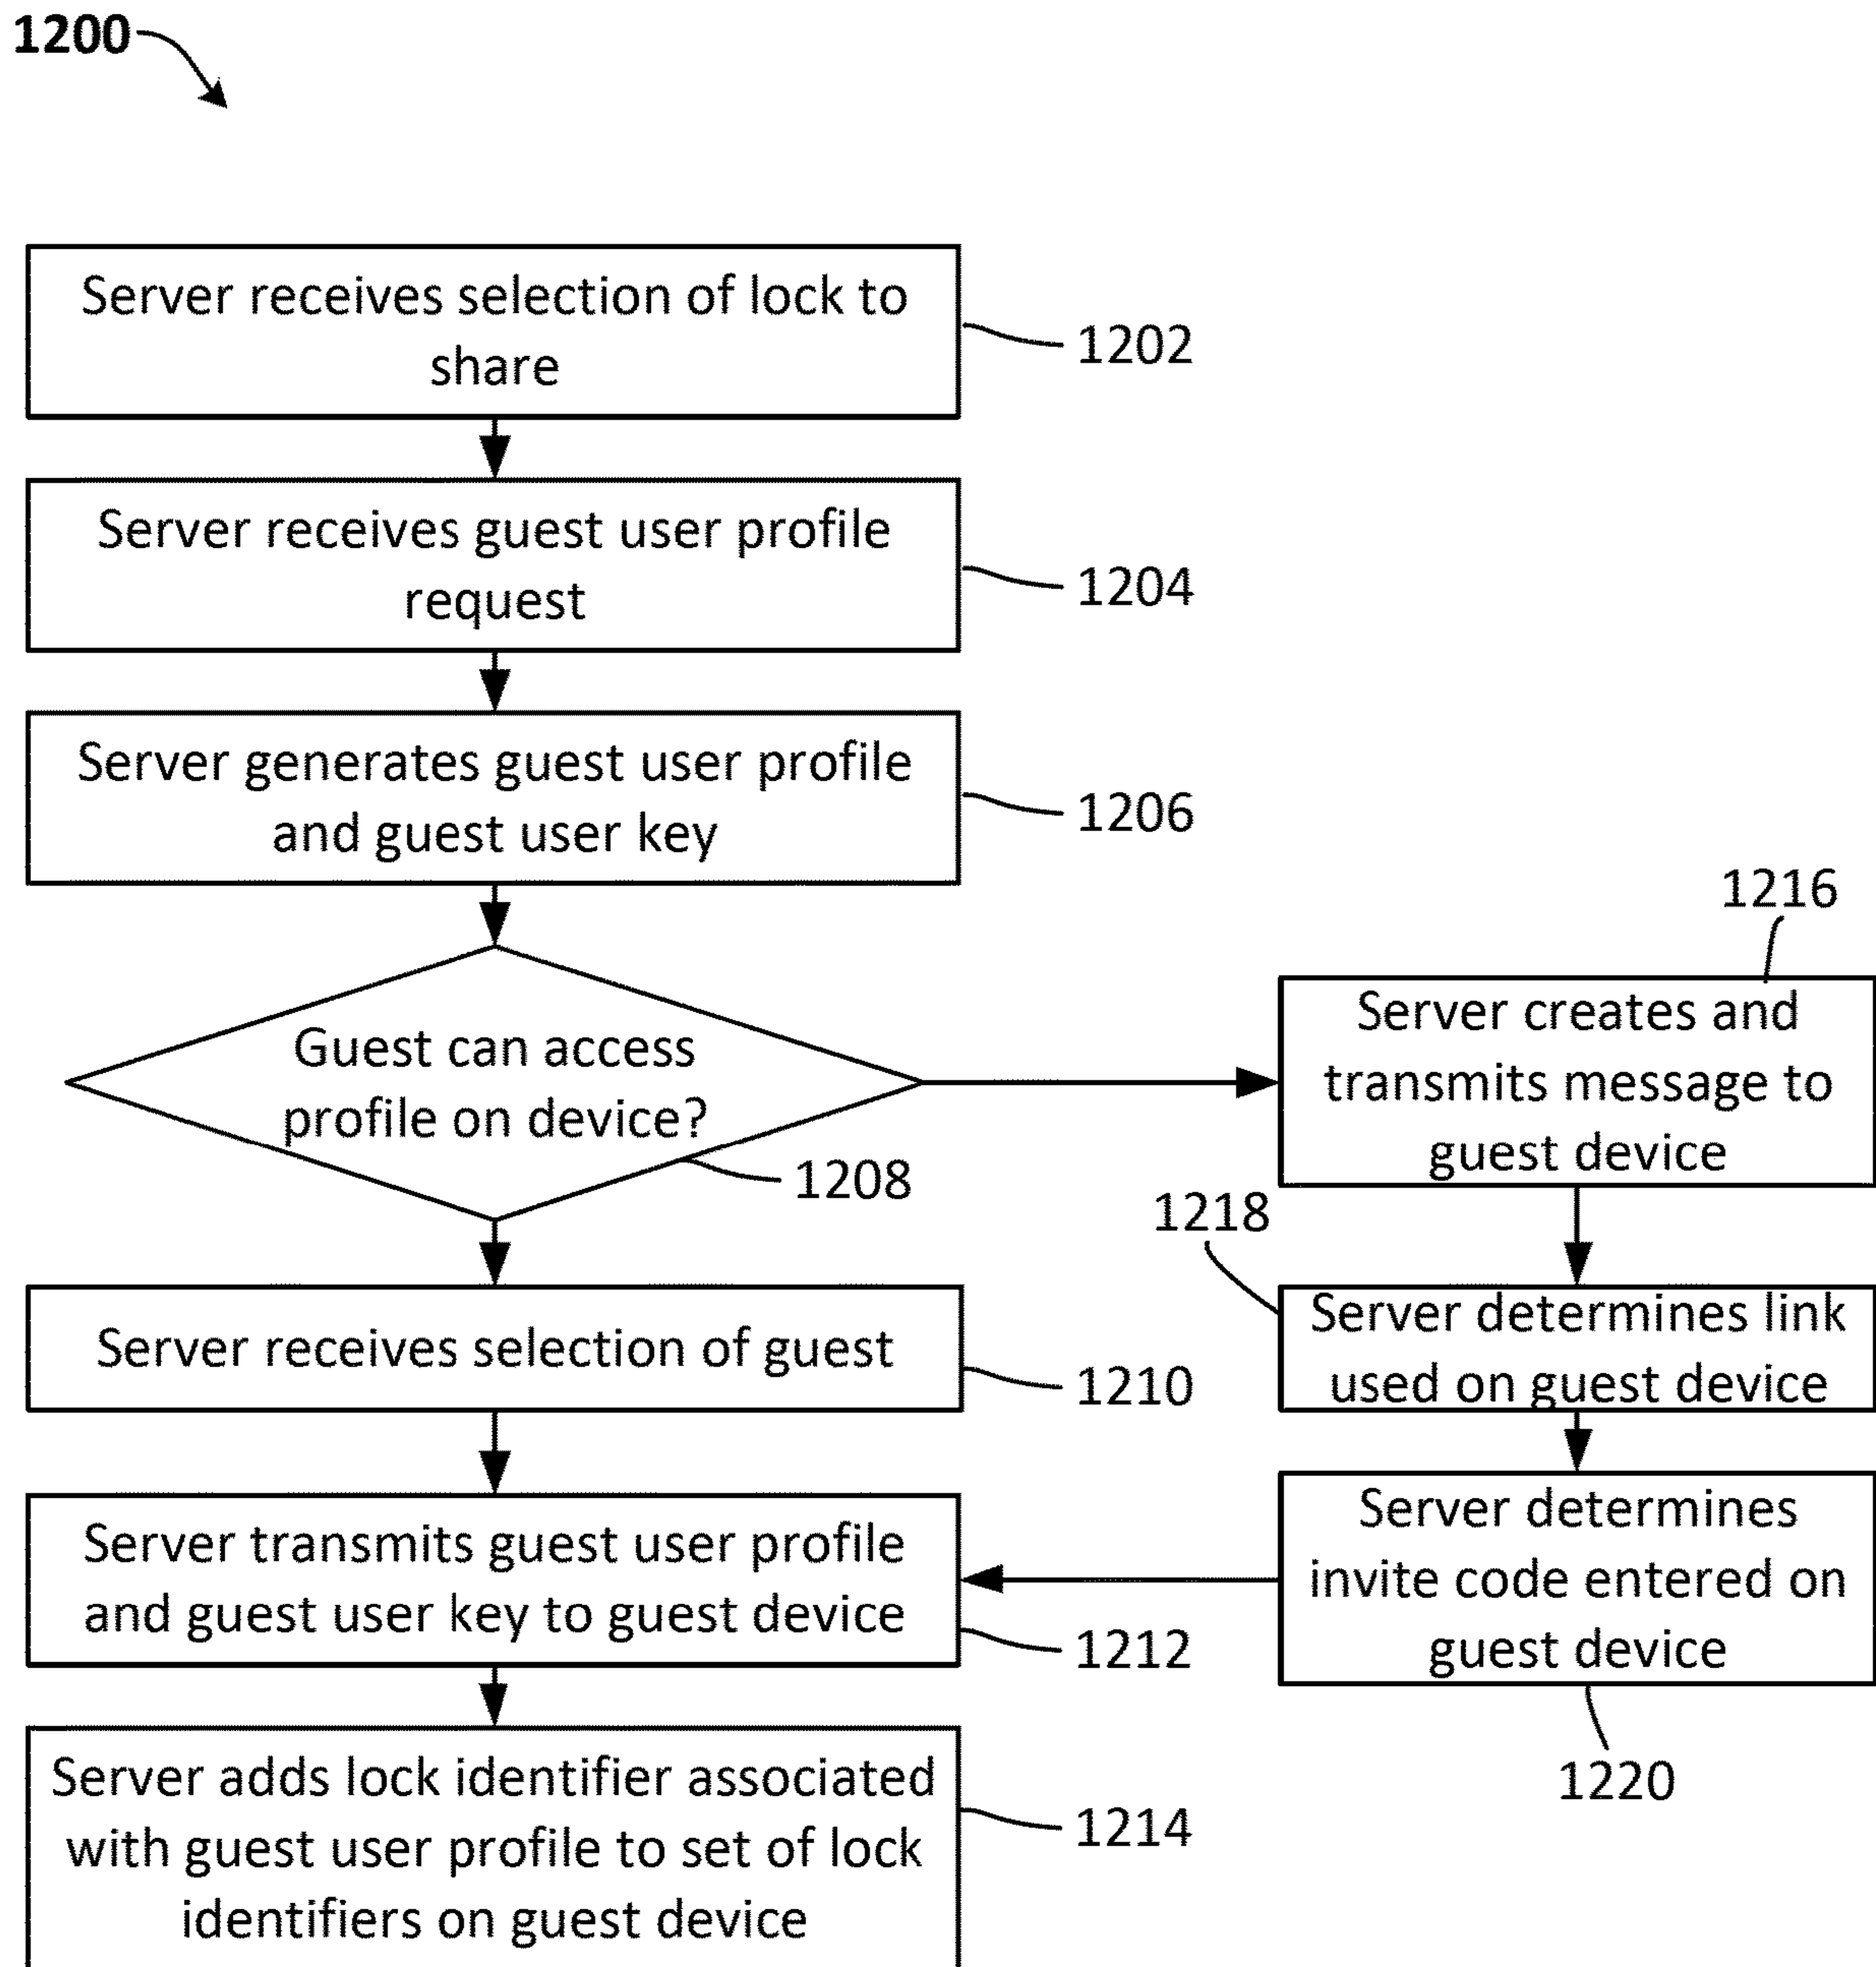 1200
Server receives selection of lock to
share
1202
Server receives guest user profile
request
1204
Server generates guest user profile
and guest user key
1206
Guest can access
profile on device?
1208
1216
Server creates and
transmits message to
guest device
1218
Server determines link
used on guest device
Server receives selection of guest
1210
Server determines
invite code entered on
guest device
1220
Server transmits guest user profile
and guest user key to guest device
1212
Server adds lock identifier associated
with guest user profile to set of lock
identifiers on guest device
1214